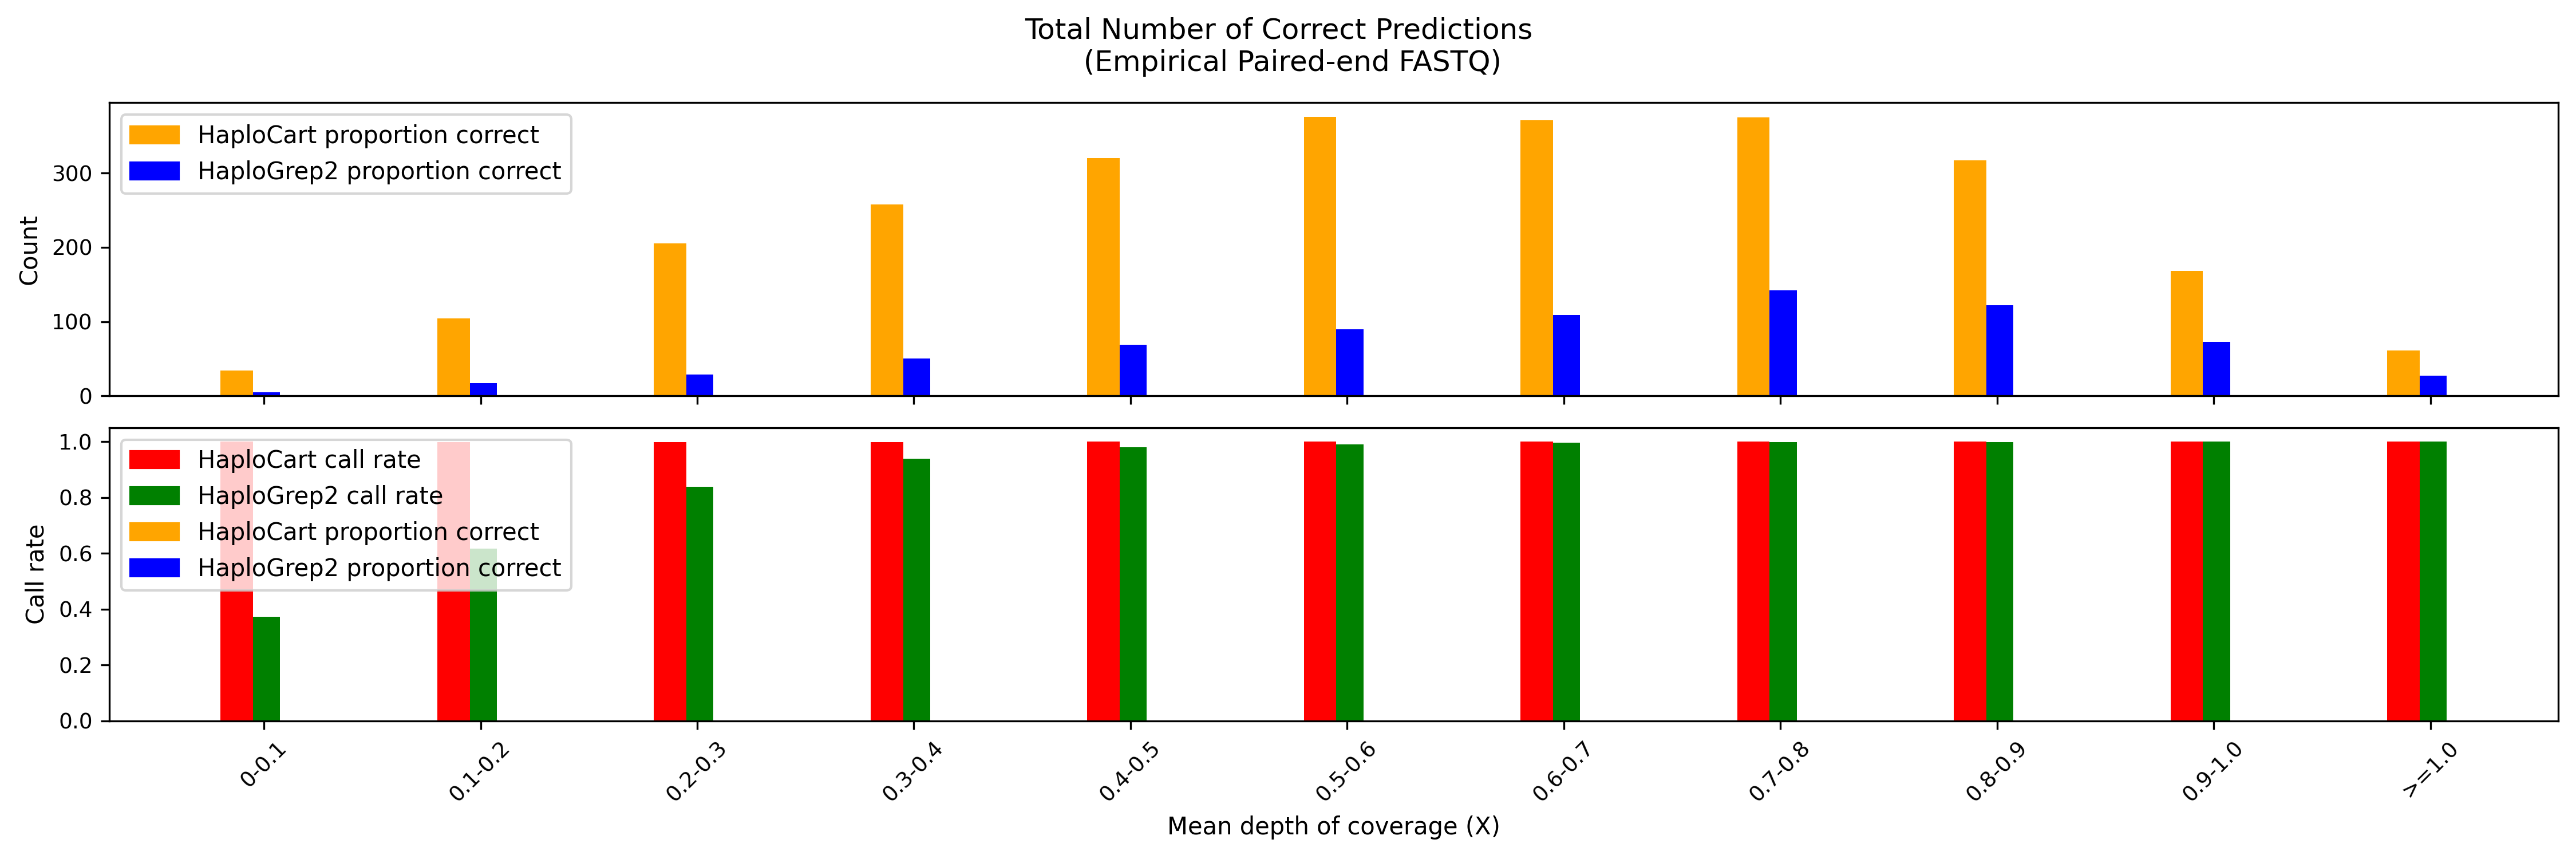 Total Number of Correct Predictions
(Empirical Paired-end FASTQ)
HaploCart proportion correct
HaploGrep2 proportion correct
Count
300
200
100
0
HaploCart call rate
HaploGrep2 call rate
HaploCart proportion correct
HaploGrep2 proportion correct
Call rate
1.0
0.8
0.6
0.4
0.2
0.0
0-0.1
0.1-0.2
0.2-0.3
0.3-0.4
0.4-0.5
0.5-0.6
0.6-0.7
0.7-0.8
0.8-0.9
0.9-1.0
>=1.0
Mean depth of coverage (X)